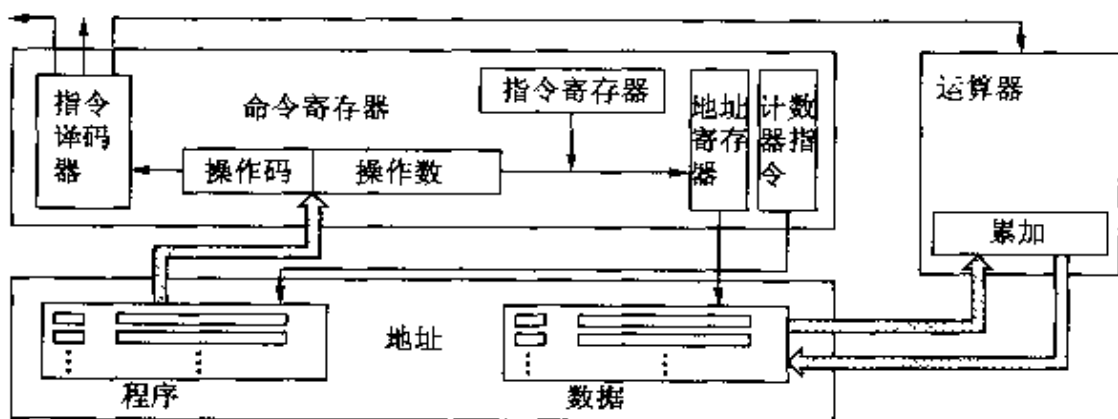 指令
译码
器
命令寄存器
指令寄存器
操作码
操作数
地址
寄存
器
计数
器指
令
运算器
累加
地址
程序
数据